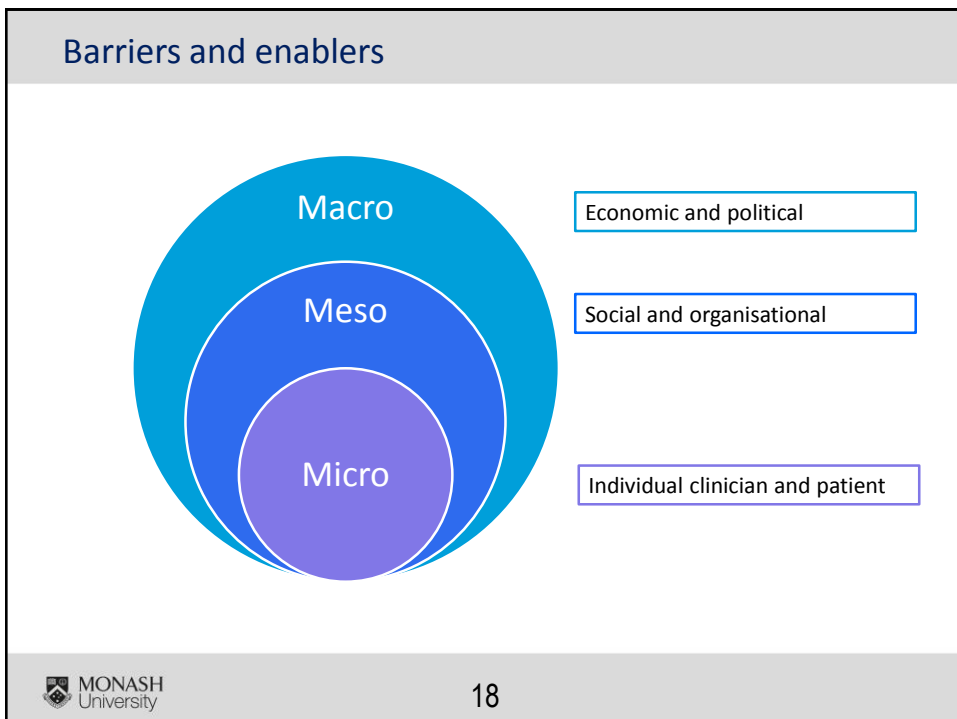 Barriers and enablers
Macro
Economic and political
Meso
Social and organisational
Micro
Individual clinician and patient
MONASH
University
18